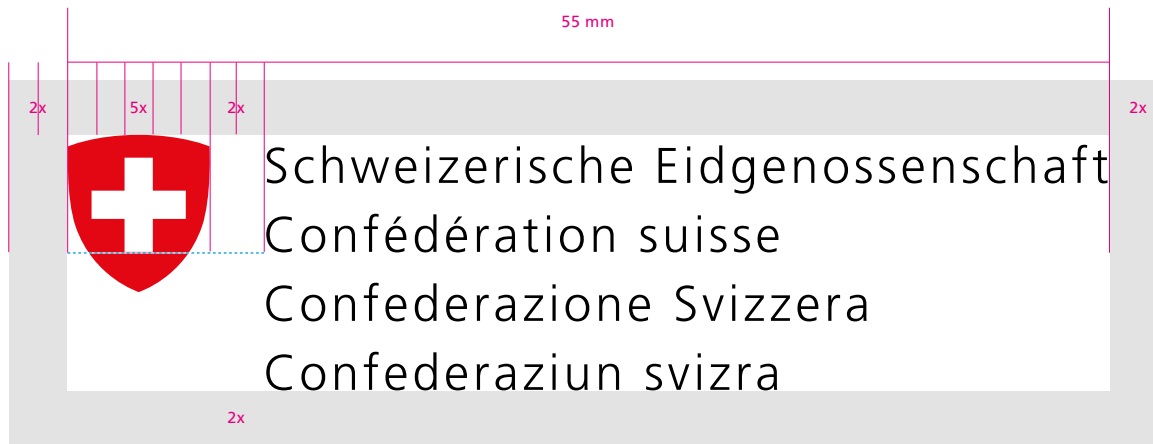 55 mm
2x 5x 2x 2x
Schweizerische Eidgenossenschaft
Confédération suisse
Confederazione Svizzera
Confederaziun svizra
2x